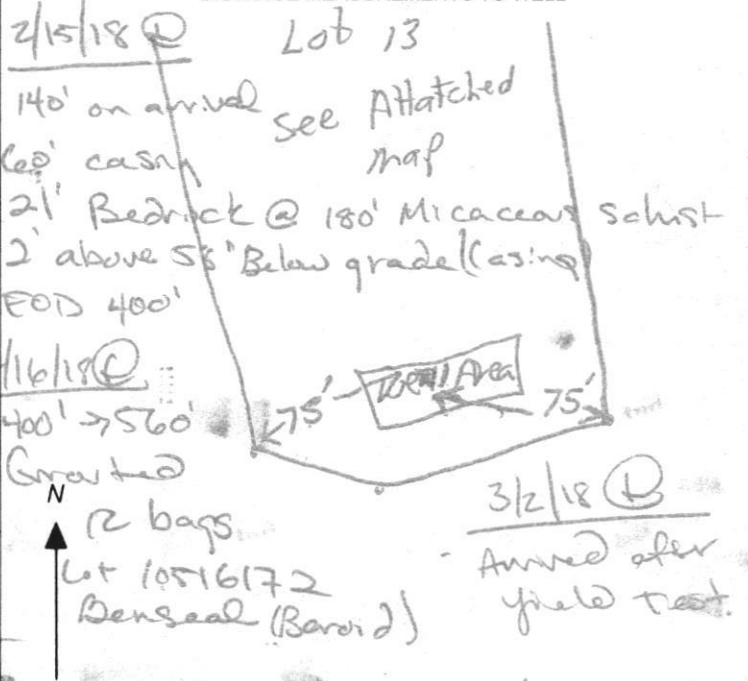 2/15/18 Ⓟ
Lot 13
140' on arrival
see Attatched
map
60' casing
21' Bedrock @ 180' Micaceous Schist
2' above 58' Below grade (Casing)
EOD 400'
/16/18 Ⓟ
400' → 560'
Grouted
75'
Well Area
75'
N
12 bags
Lot 10516172
Benseal (Baroid)
3/2/18
Arrived after
yield test.